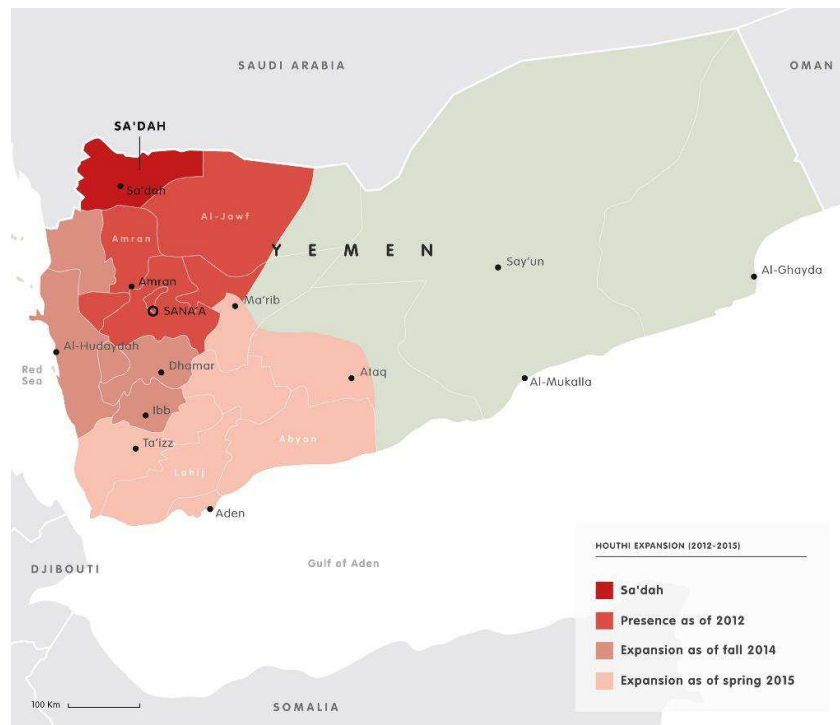 SAUDI ARABIA
OMAN
SA'DAH
Sa'dah
Al-Jawf
Amran
YEMEN
Say'un
Al-Ghayda
Amran
SANA'A
Ma'rib
Al-Hudaydah
Red
Sea
Dhamar
Ataq
Al-Mukalla
Ibb
Abyan
Ta'izz
Lahij
Aden
HOUTHI EXPANSION (2012-2015)
DJIBOUTI
Gulf of Aden
Sa'dah
Presence as of 2012
Expansion as of fall 2014
Expansion as of spring 2015
100 Km
SOMALIA